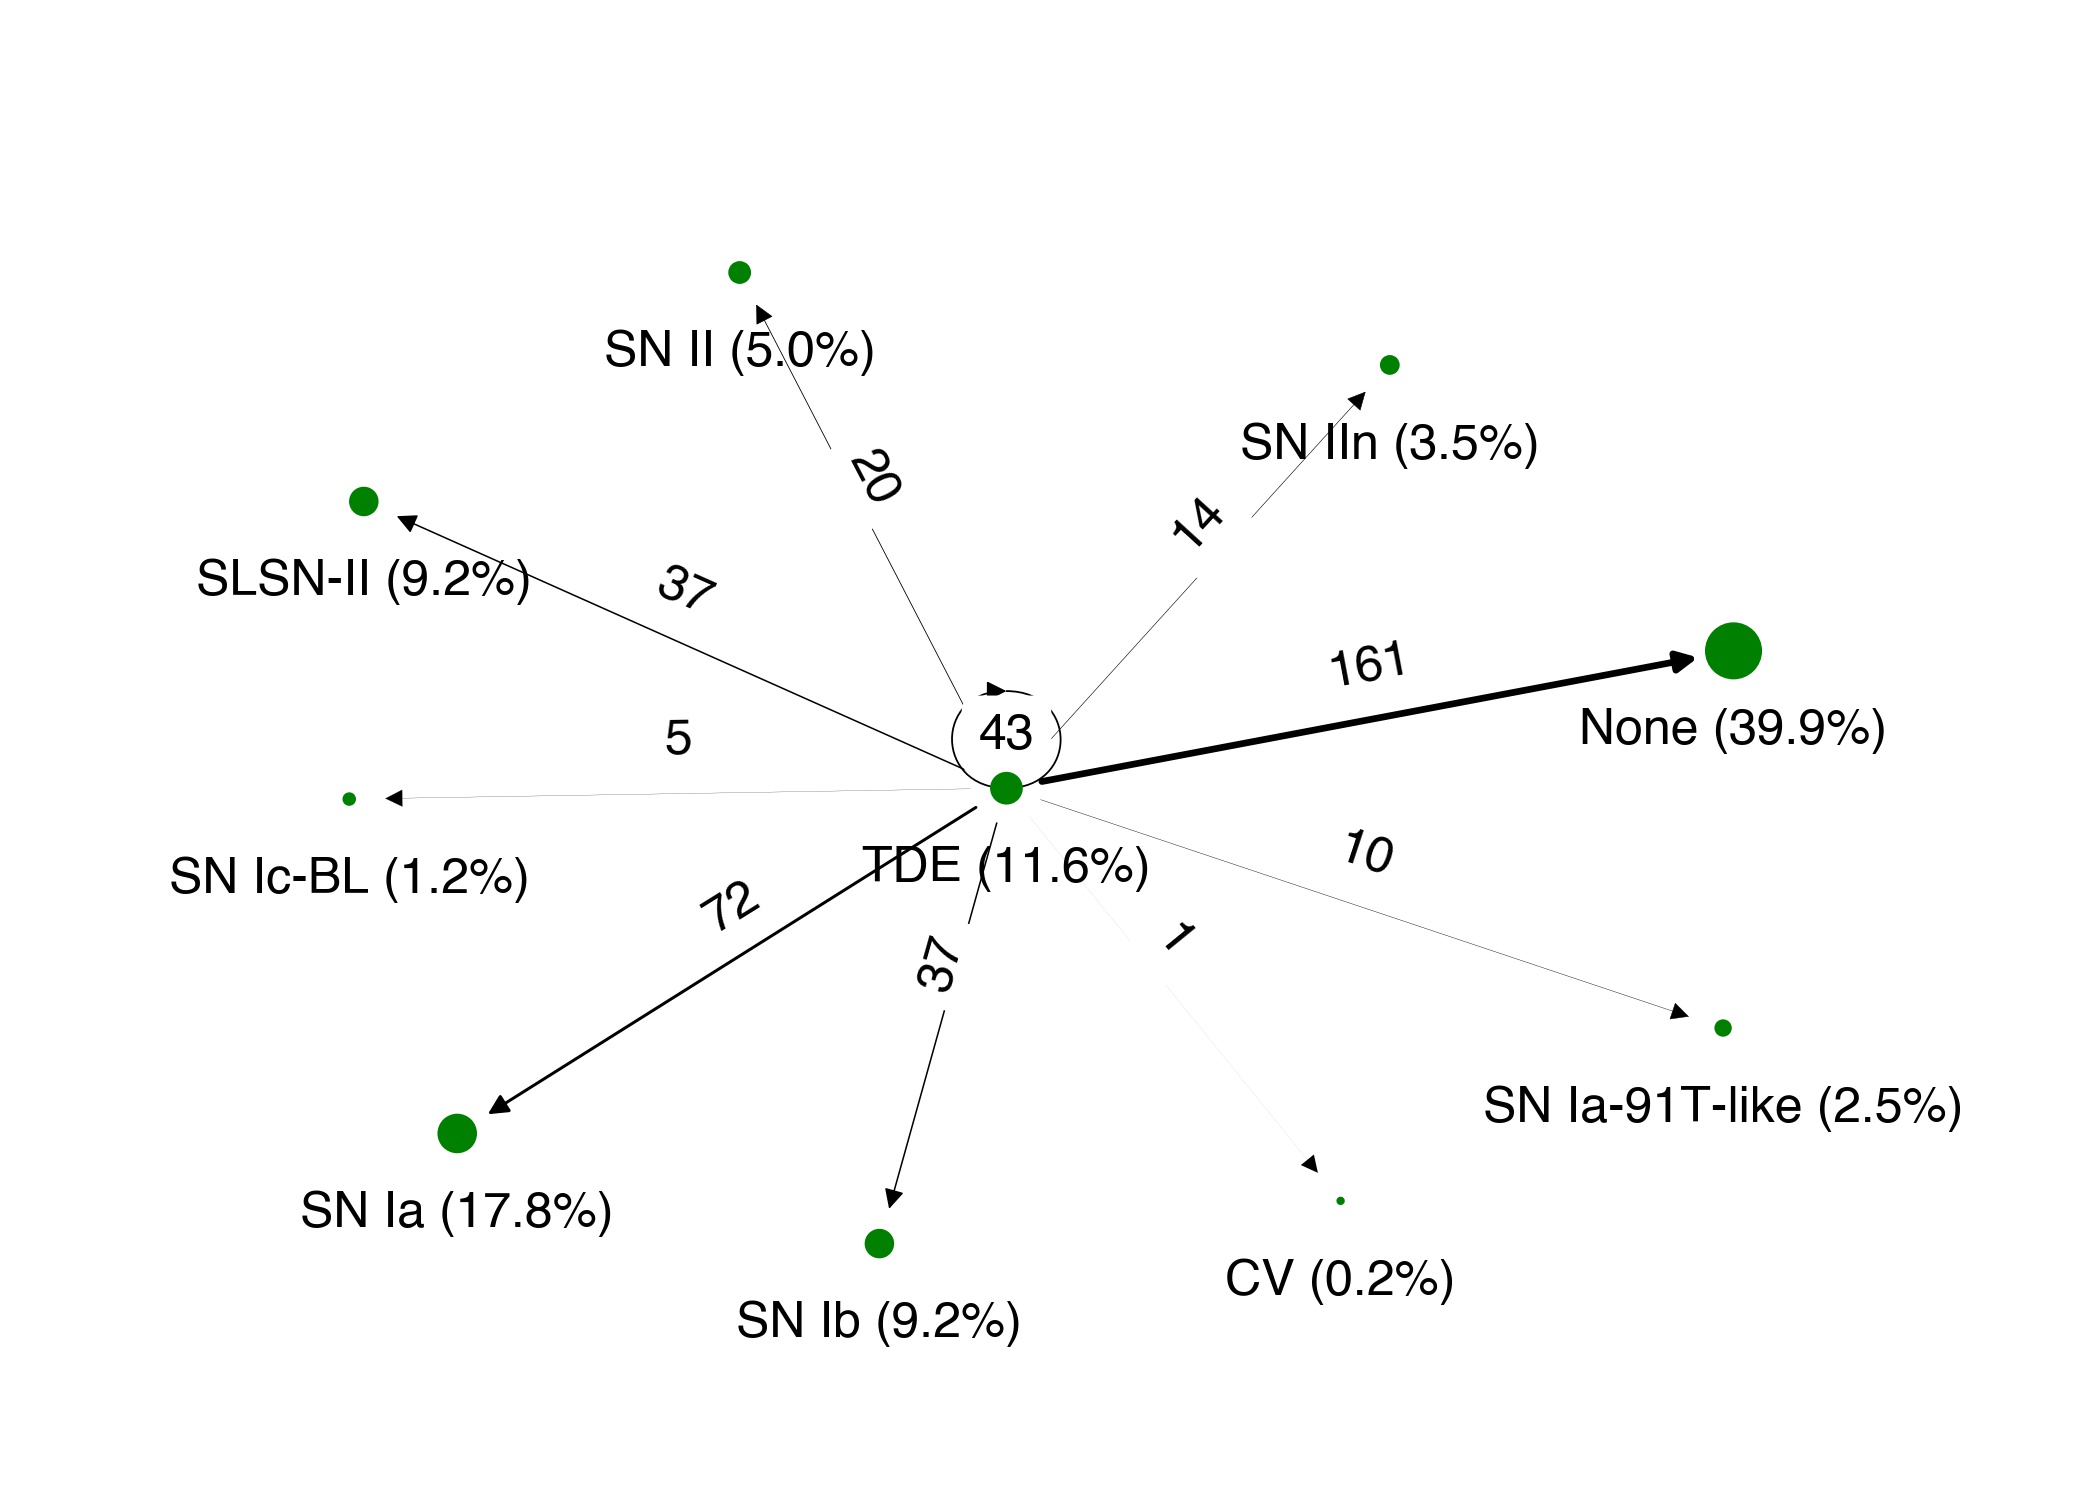 SN II (5.0%)
SN IIn (3.5%)
20
14
SLSN-II (9.2%)
37
161
None (39.9%)
5
43
SN Ic-BL (1.2%)
TDE (11.6%)
10
72
37
1
SN Ia-91T-like (2.5%)
SN Ia (17.8%)
CV (0.2%)
SN Ib (9.2%)